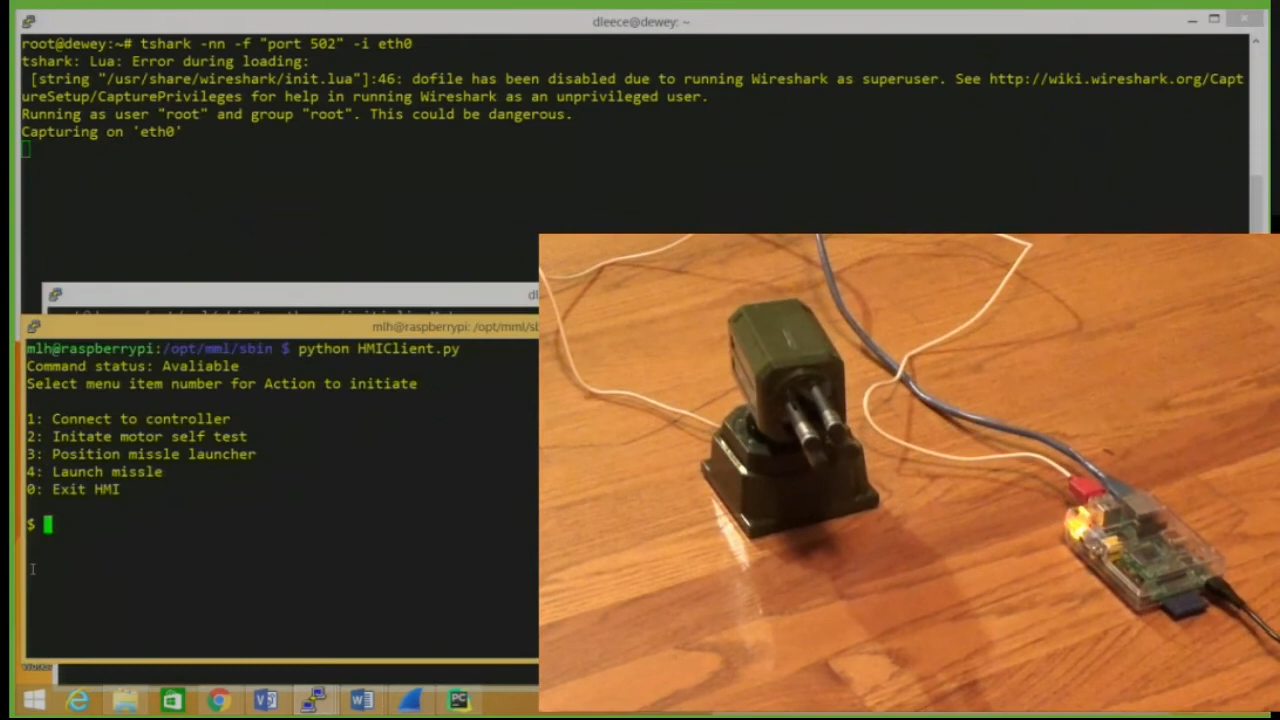 dleece@dewey: ~
root@dewey:~# tshark -nn -f "port 502" -i eth0
tshark: Lua: Error during loading:
[string "/usr/share/wireshark/init.lua"]:46: dofile has been disabled due to running Wireshark as superuser. See http://wiki.wireshark.org/Capt
ureSetup/CapturePrivileges for help in running Wireshark as an unprivileged user.
Running as user "root" and group "root". This could be dangerous.
Capturing on 'eth0'
mlh@raspberrypi: /opt/mml/sb
mlh@raspberrypi:/opt/mml/sbin $ python HMIClient.py
Command status: Avaliable
Select menu item number for Action to initiate
1: Connect to controller
2: Initate motor self test
3: Position missle launcher
4: Launch missle
0: Exit HMI
$